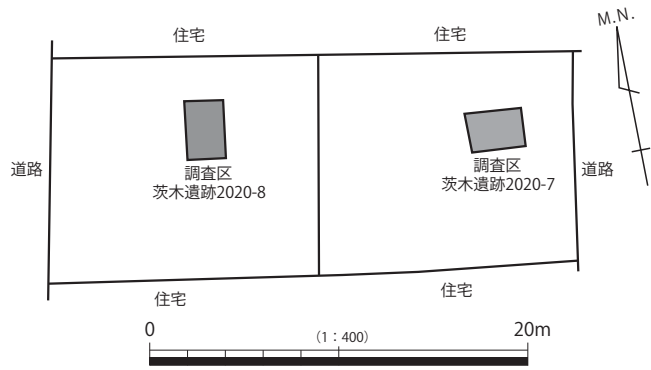 住宅
住宅
M.N.
道路
調査区
茨木遺跡2020-8
調査区
茨木遺跡2020-7
道路
住宅
住宅
0
(1：400)
20m